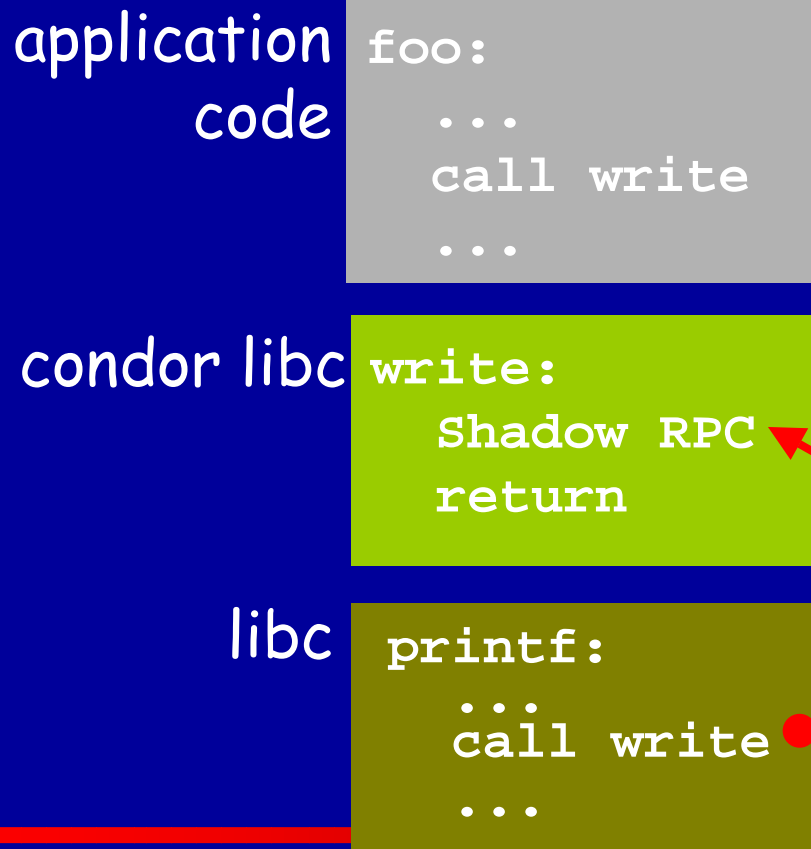 application
code
foo:
...
call write
...
condor libc
write:
Shadow RPC
return
libc
printf:
...
call write
...